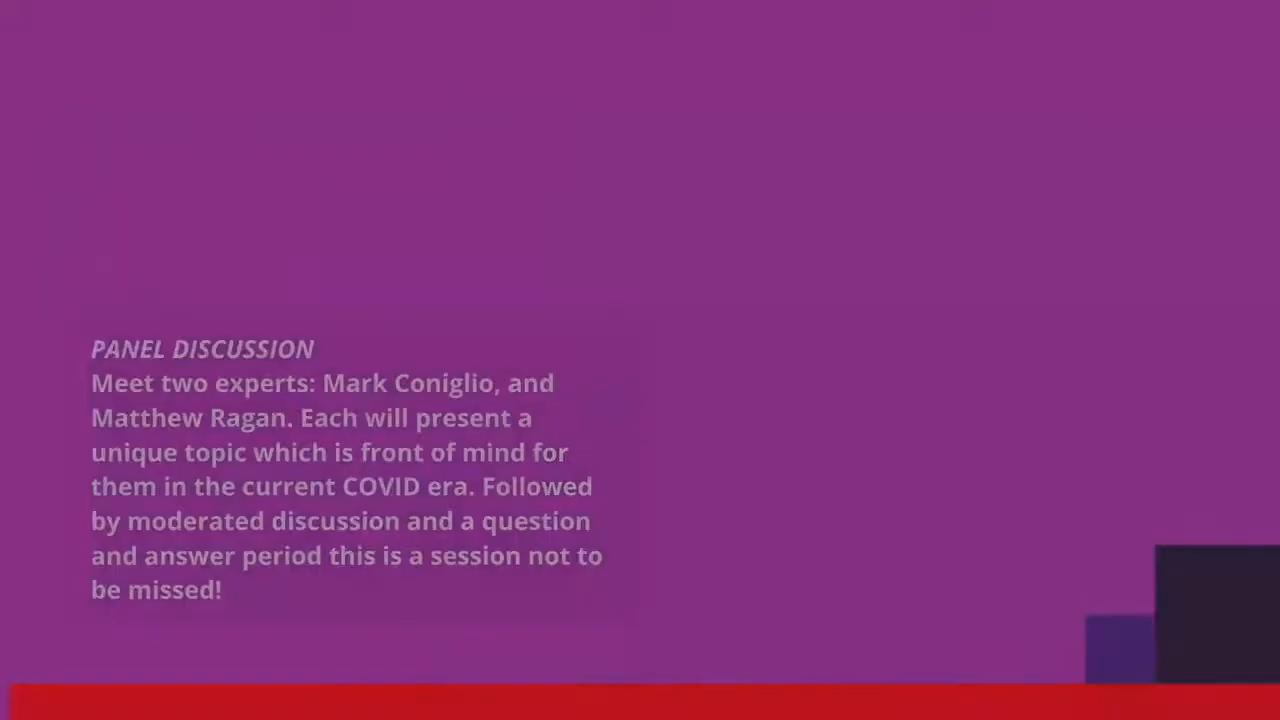 PANEL DISCUSSION
Meet two experts: Mark Coniglio, and
Matthew Ragan. Each will present a
unique topic which is front of mind for
them in the current COVID era. Followed
by moderated discussion and a question
and answer period this is a session not to
be missed!